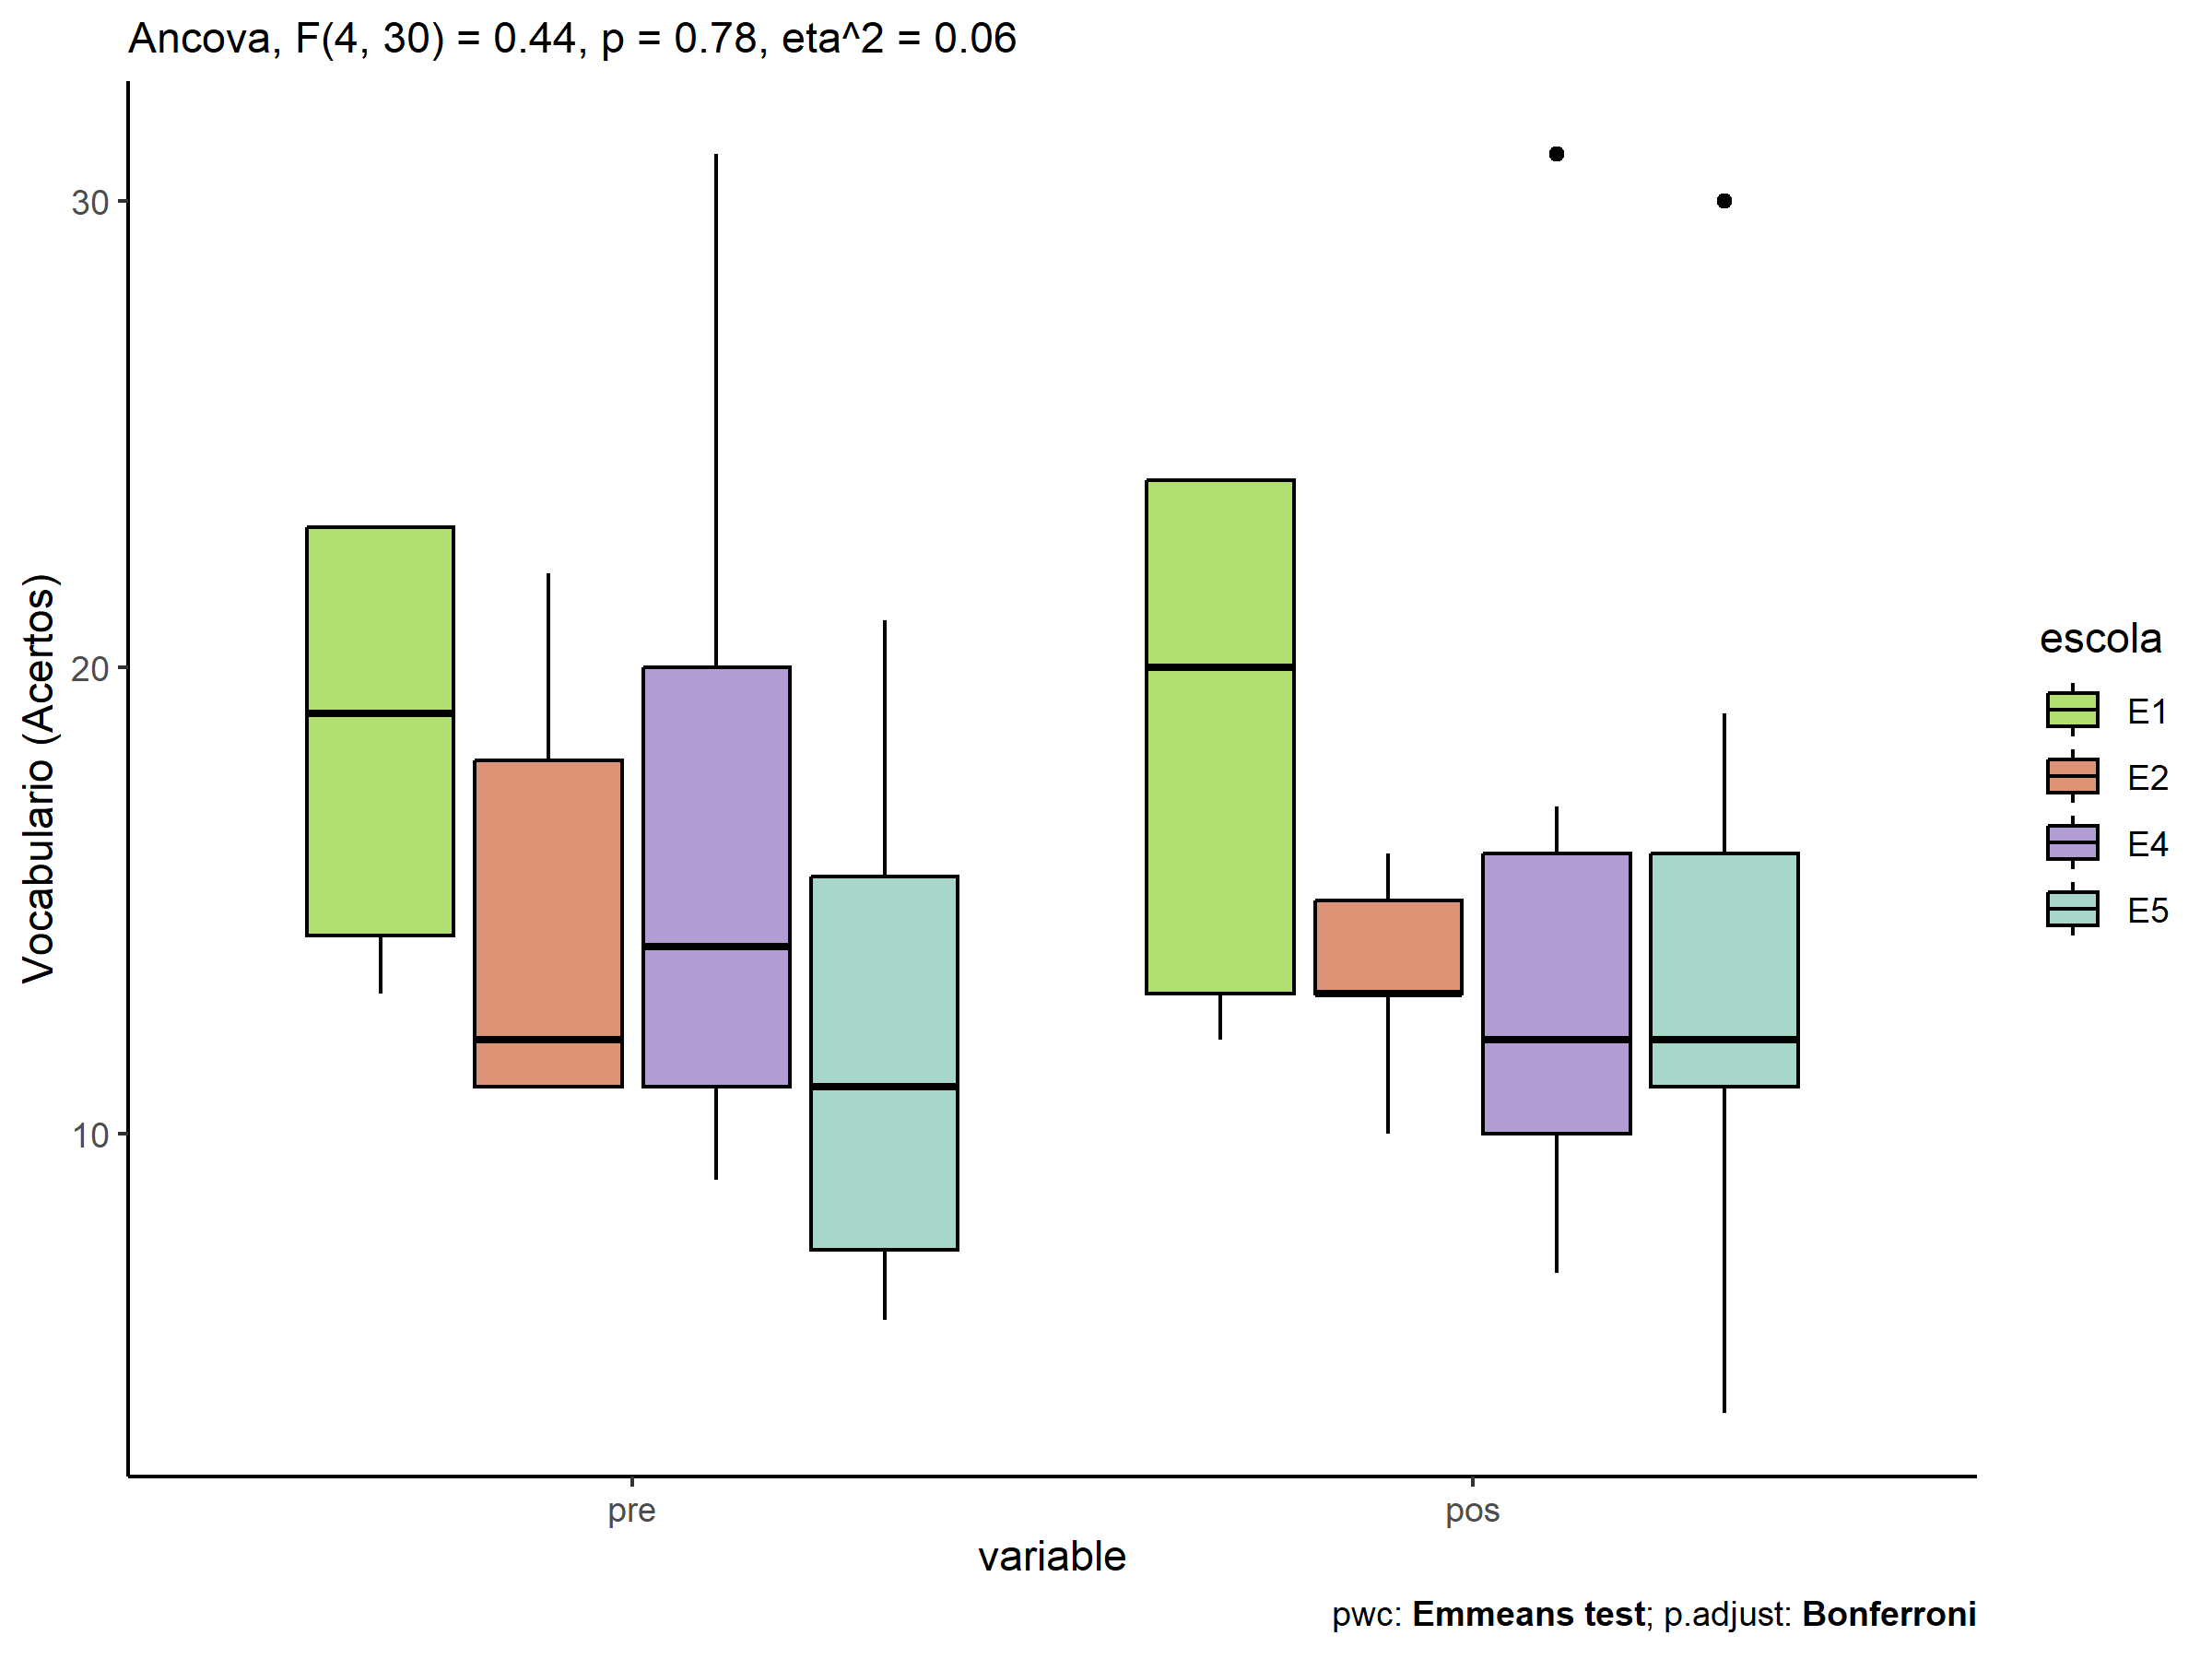 Ancova, F(4, 30) = 0.44, p = 0.78, eta^2 = 0.06
Vocabulario (Acertos)
30
20
10
pre
pos
variable
escola
E1
E2
E4
E5
pwc: Emmeans test; p.adjust: Bonferroni